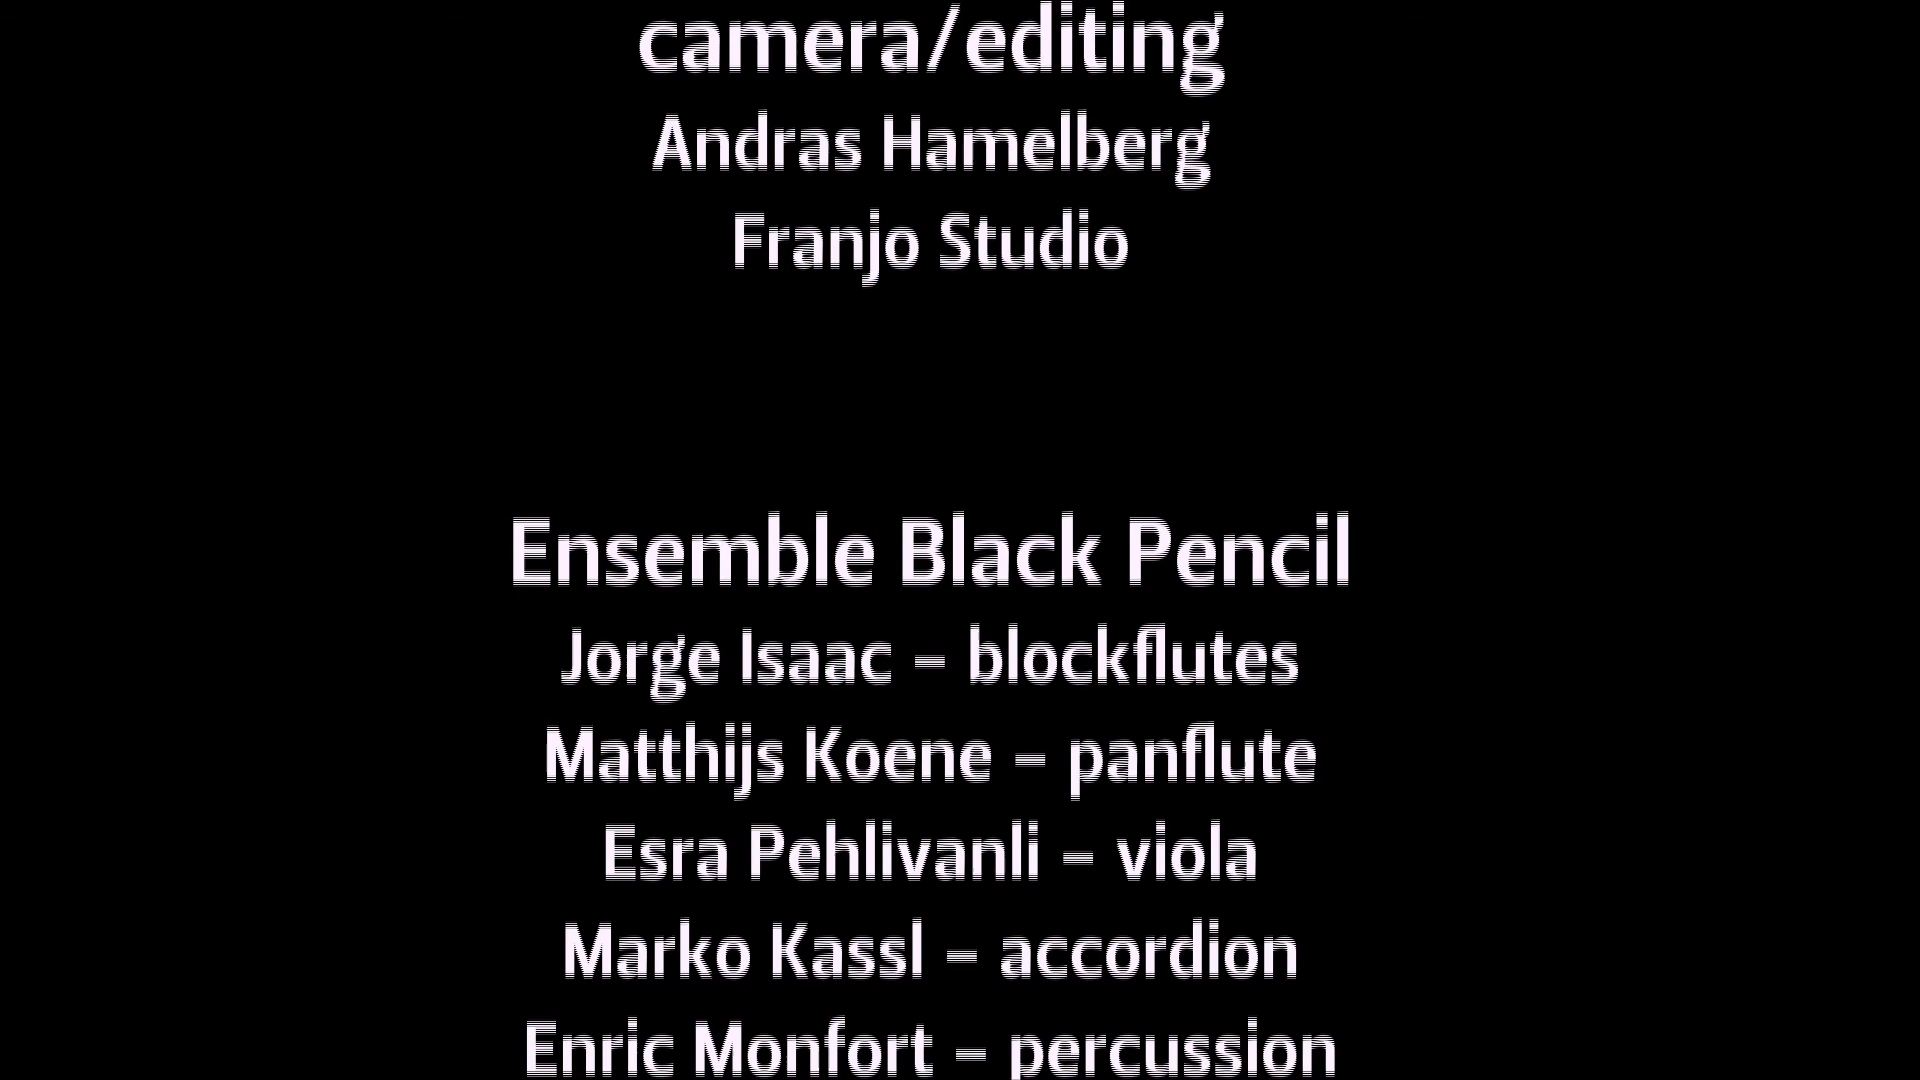 camera/editing
Andras Hamelberg
Franjo Studio
Ensemble Black Pencil
Jorge Isaac - blockflutes
Matthijs Koene - panflute
Esra Pehlivanli - viola
Marko Kassl - accordion
Enric Monfort - percussion